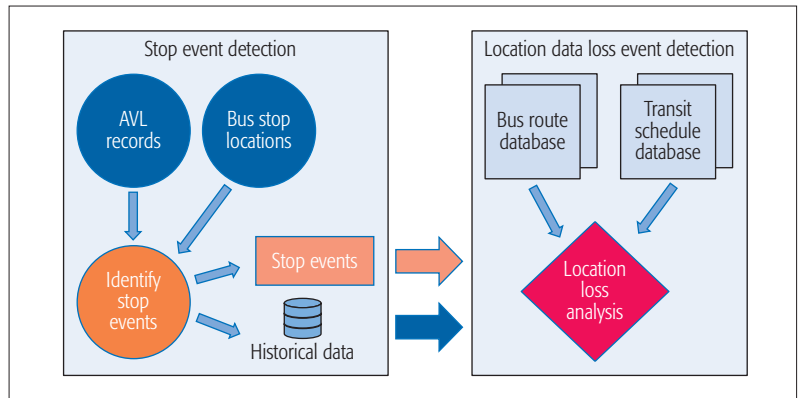 Stop event detection
AVL
records
Bus stop
locations
Identify
stop
events
Stop events
Historical data
Location data loss event detection
Bus route
database
Transit
schedule
database
Location
loss
analysis